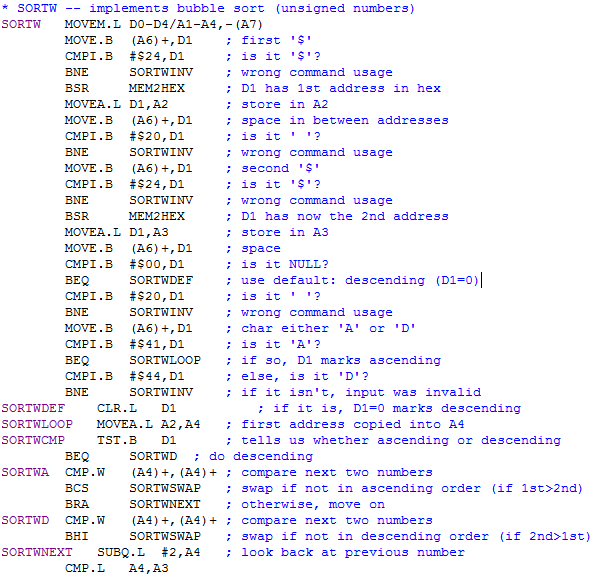 * SORTW -- implements bubble sort (unsigned numbers)
SORTW   MOVEM.L D0-D4/A1-A4,-(A7)
        MOVE.B  (A6)+,D1    ; first '$'
        CMPI.B  #$24,D1     ; is it '$'?
        BNE     SORTWINV    ; wrong command usage
        BSR     MEM2HEX     ; D1 has 1st address in hex
        MOVEA.L D1,A2       ; store in A2
        MOVE.B  (A6)+,D1    ; space in between addresses
        CMPI.B  #$20,D1     ; is it ' '?
        BNE     SORTWINV    ; wrong command usage
        MOVE.B  (A6)+,D1    ; second '$'
        CMPI.B  #$24,D1     ; is it '$'?
        BNE     SORTWINV    ; wrong command usage
        BSR     MEM2HEX     ; D1 has now the 2nd address
        MOVEA.L D1,A3       ; store in A3
        MOVE.B  (A6)+,D1    ; space
        CMPI.B  #$00,D1     ; is it NULL?
        BEQ     SORTWDEF    ; use default: descending (D1=0)
        CMPI.B  #$20,D1     ; is it ' '?
        BNE     SORTWINV    ; wrong command usage
        MOVE.B  (A6)+,D1    ; char either 'A' or 'D'
        CMPI.B  #$41,D1     ; is it 'A'?
        BEQ     SORTWLOOP   ; if so, D1 marks ascending
        CMPI.B  #$44,D1     ; else, is it 'D'?
        BNE     SORTWINV    ; if it isn't, input was invalid
SORTWDEF    CLR.L   D1          ; if it is, D1=0 marks descending
SORTWLOOP   MOVEA.L A2,A4   ; first address copied into A4
SORTWCMP    TST.B   D1      ; tells us whether ascending or descending
        BEQ     SORTWD  ; do descending
SORTWA  CMP.W   (A4)+,(A4)+ ; compare next two numbers
        BCS     SORTWSWAP   ; swap if not in ascending order (if 1st>2nd)
        BRA     SORTWNEXT   ; otherwise, move on
SORTWD  CMP.W   (A4)+,(A4)+ ; compare next two numbers
        BHI     SORTWSWAP   ; swap if not in descending order (if 2nd>1st)
SORTWNEXT   SUBQ.L  #2,A4   ; look back at previous number
        CMP.L   A4,A3